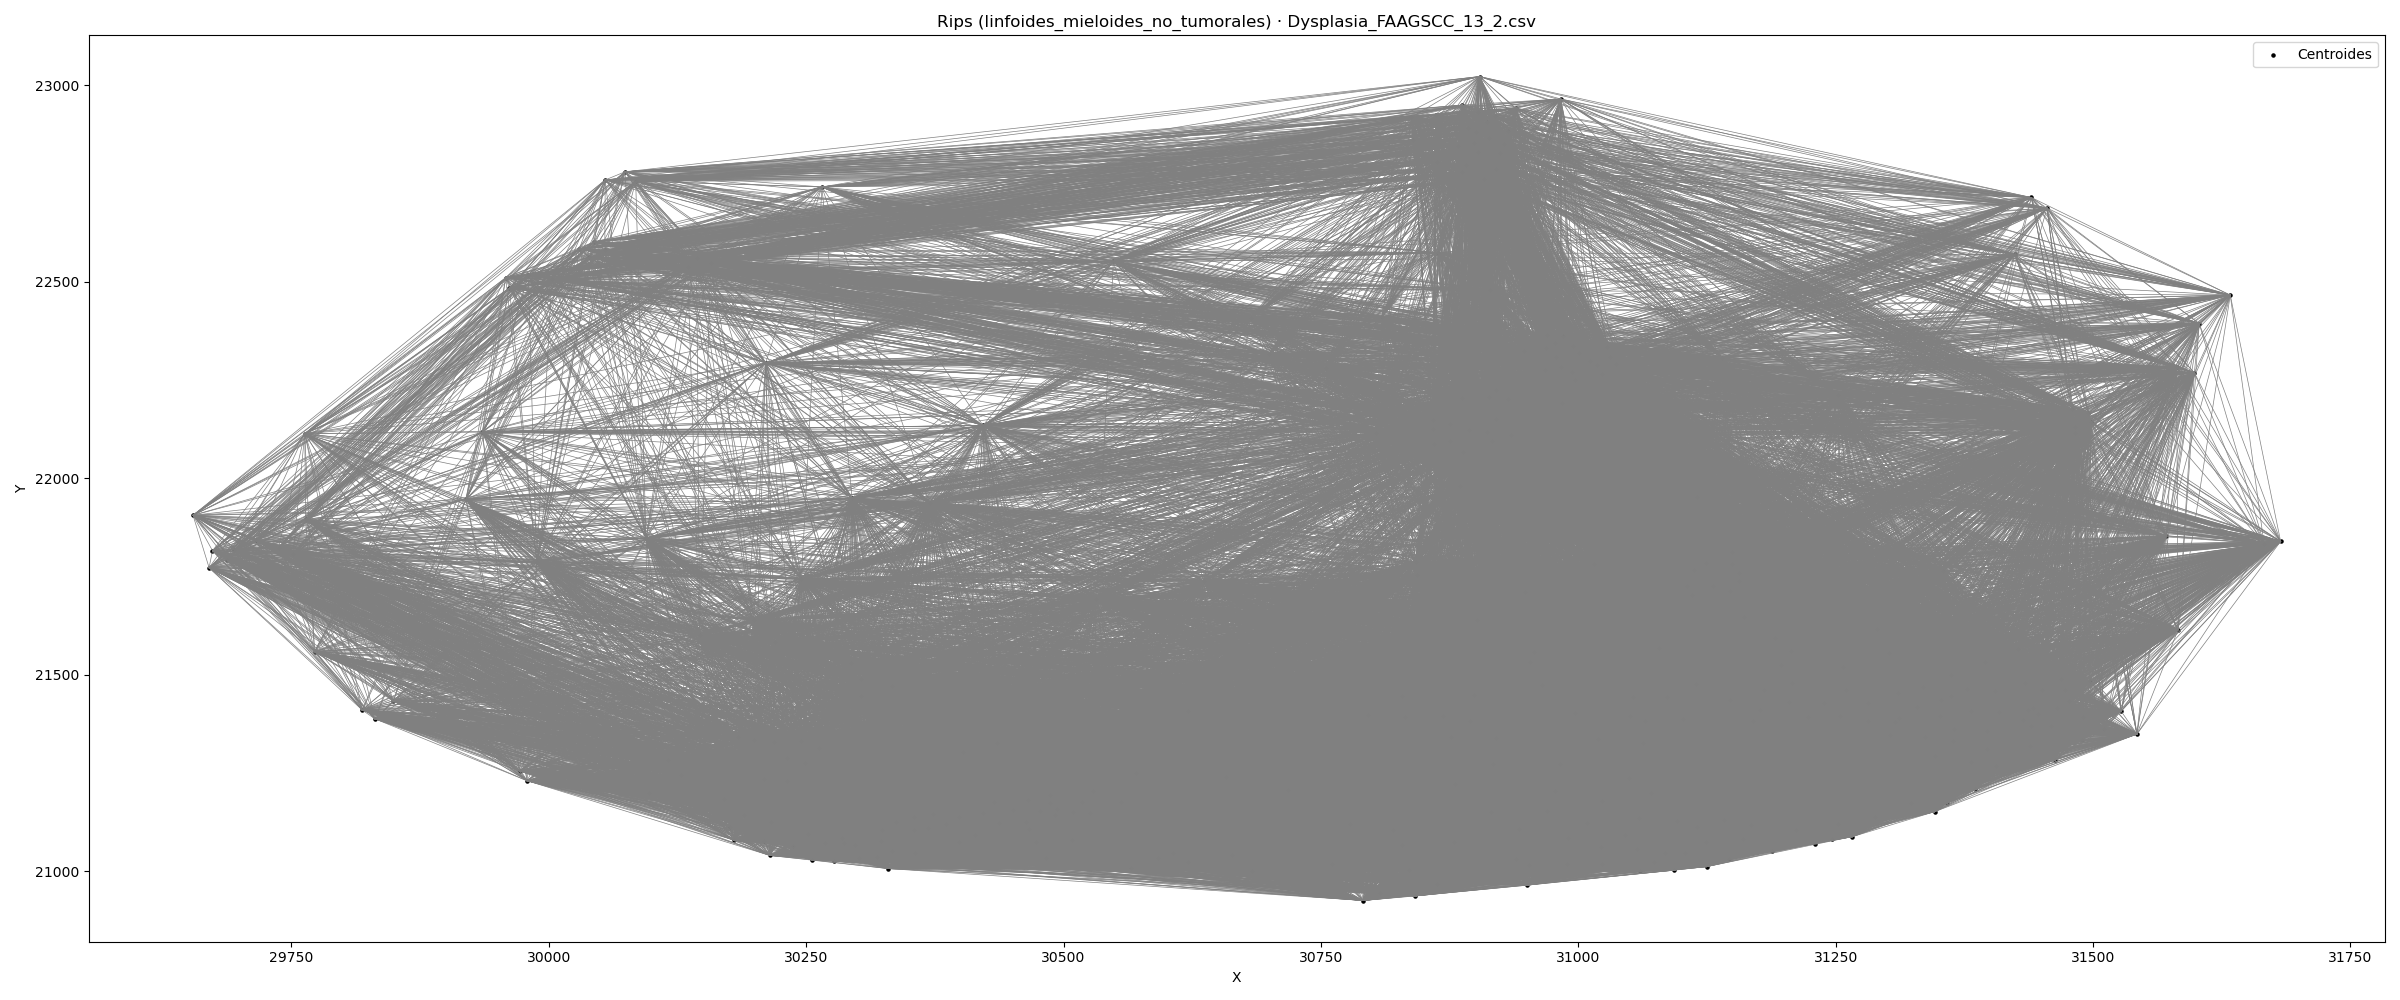 Rips (linfoides_mieloides_no_tumorales) · Dysplasia_FAAGSCC_13_2.csv
Centroides
23000
22500
22000
21500
21000
Y
29750 30000 30250 30500 30750 31000 31250 31500 31750
X